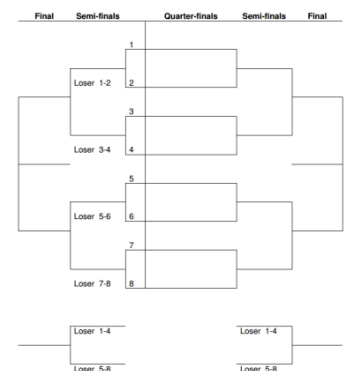 Final Semi-finals Quarter-finals Semi-finals Final
1
Loser 1-2 2
3
Loser 3-4 4
5
Loser 5-6 6
7
Loser 7-8 8
Loser 1-4 Loser 1-4
Loser 5-8 Loser 5-8